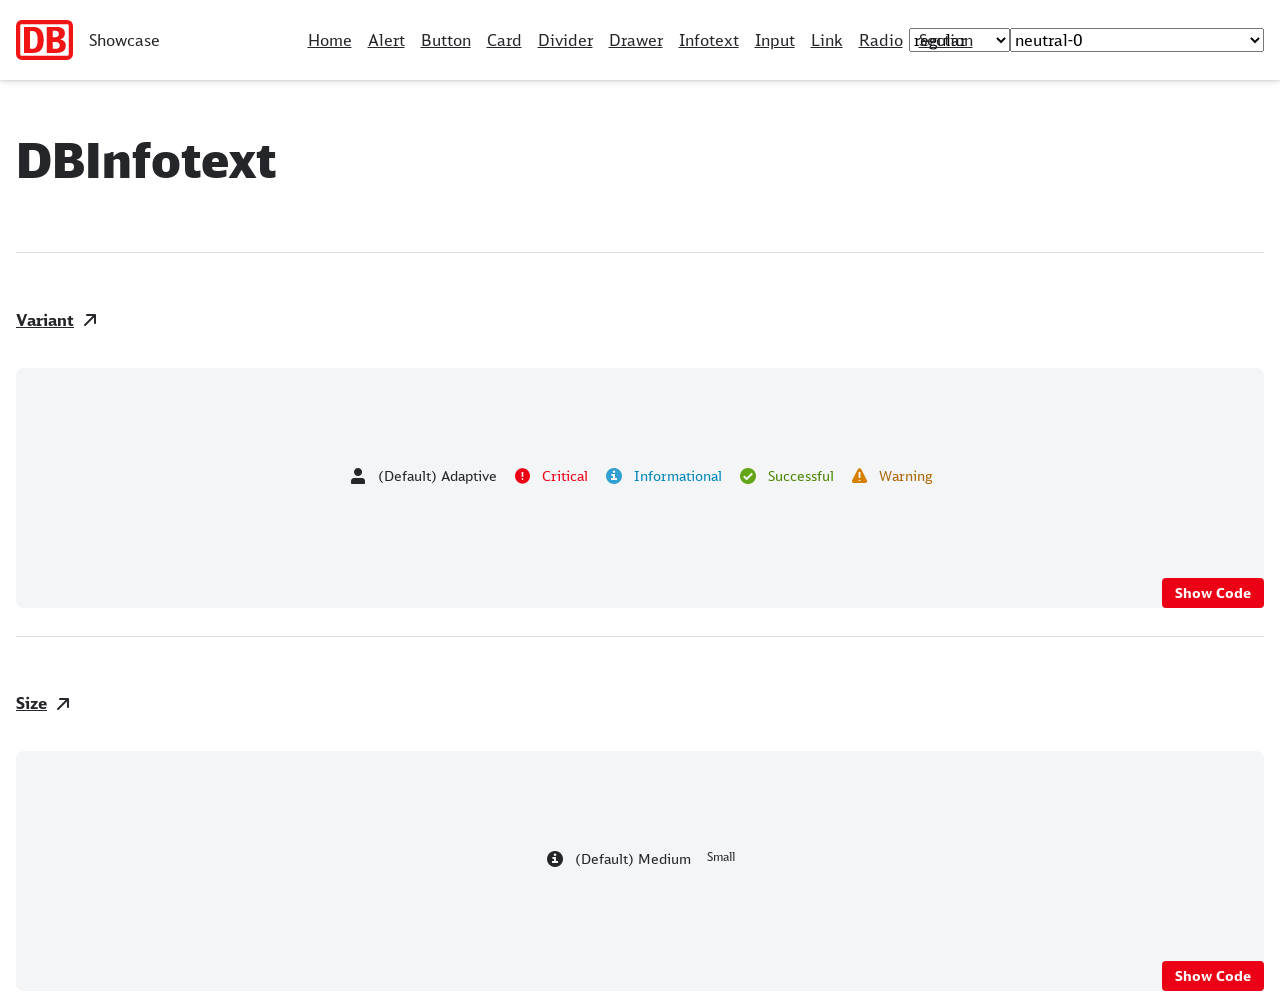 DB Showcase Home Alert Button Card Divider Drawer Infotext Input Link Radio Section regular neutral-0
DBInfotext
Variant
(Default) Adaptive Critical Informational Successful Warning
Show Code
Size
(Default) Medium Small
Show Code